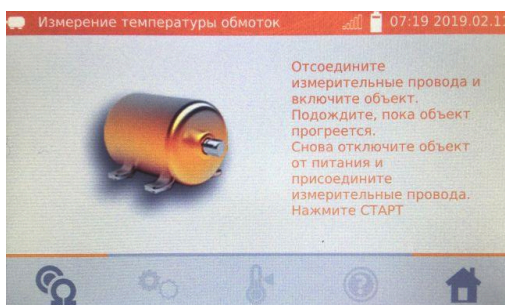 Измерение температуры обмоток
07:19 2019.02.1
Отсоедините
измерительные провода и
включите объект.
Подождите, пока объект
прогреется.
Снова отключите объект
от питания и
присоедините
измерительные провода.
Нажмите СТАРТ